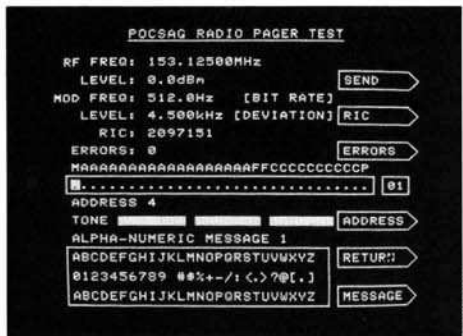 POCSAG RADIO PAGER TEST
RF FREQ: 153.12500MHz
LEVEL: 0.0dBm
SEND
MOD FREQ: 512.0Hz [BIT RATE]
LEVEL: 4.500kHz [DEVIATION]
RIC
RIC: 2097151
ERRORS: 0
ERRORS
MAAAAAAAAAAAAAAAAAAAFFCCCCCCCCCCP
01
ADDRESS 4
TONE
ADDRESS
ALPHA-NUMERIC MESSAGE 1
ABCDEFGHIJKLMNOPQRSTUVWXYZ
RETURN
0123456789 #@%+-/:<.>?@[.]
ABCDEFGHIJKLMNOPQRSTUVWXYZ
MESSAGE